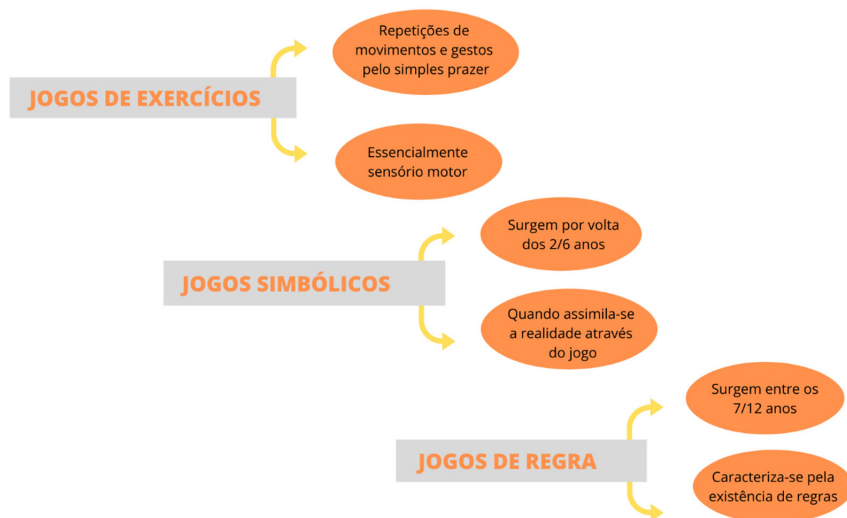 Repetições de
movimentos e gestos
pelo simples prazer
JOGOS DE EXERCÍCIOS
Essencialmente
sensório motor
Surgem por volta
dos 2/6 anos
JOGOS SIMBÓLICOS
Quando assimila-se
a realidade através
do jogo
Surgem entre os
7/12 anos
JOGOS DE REGRA
Caracteriza-se pela
existência de regras